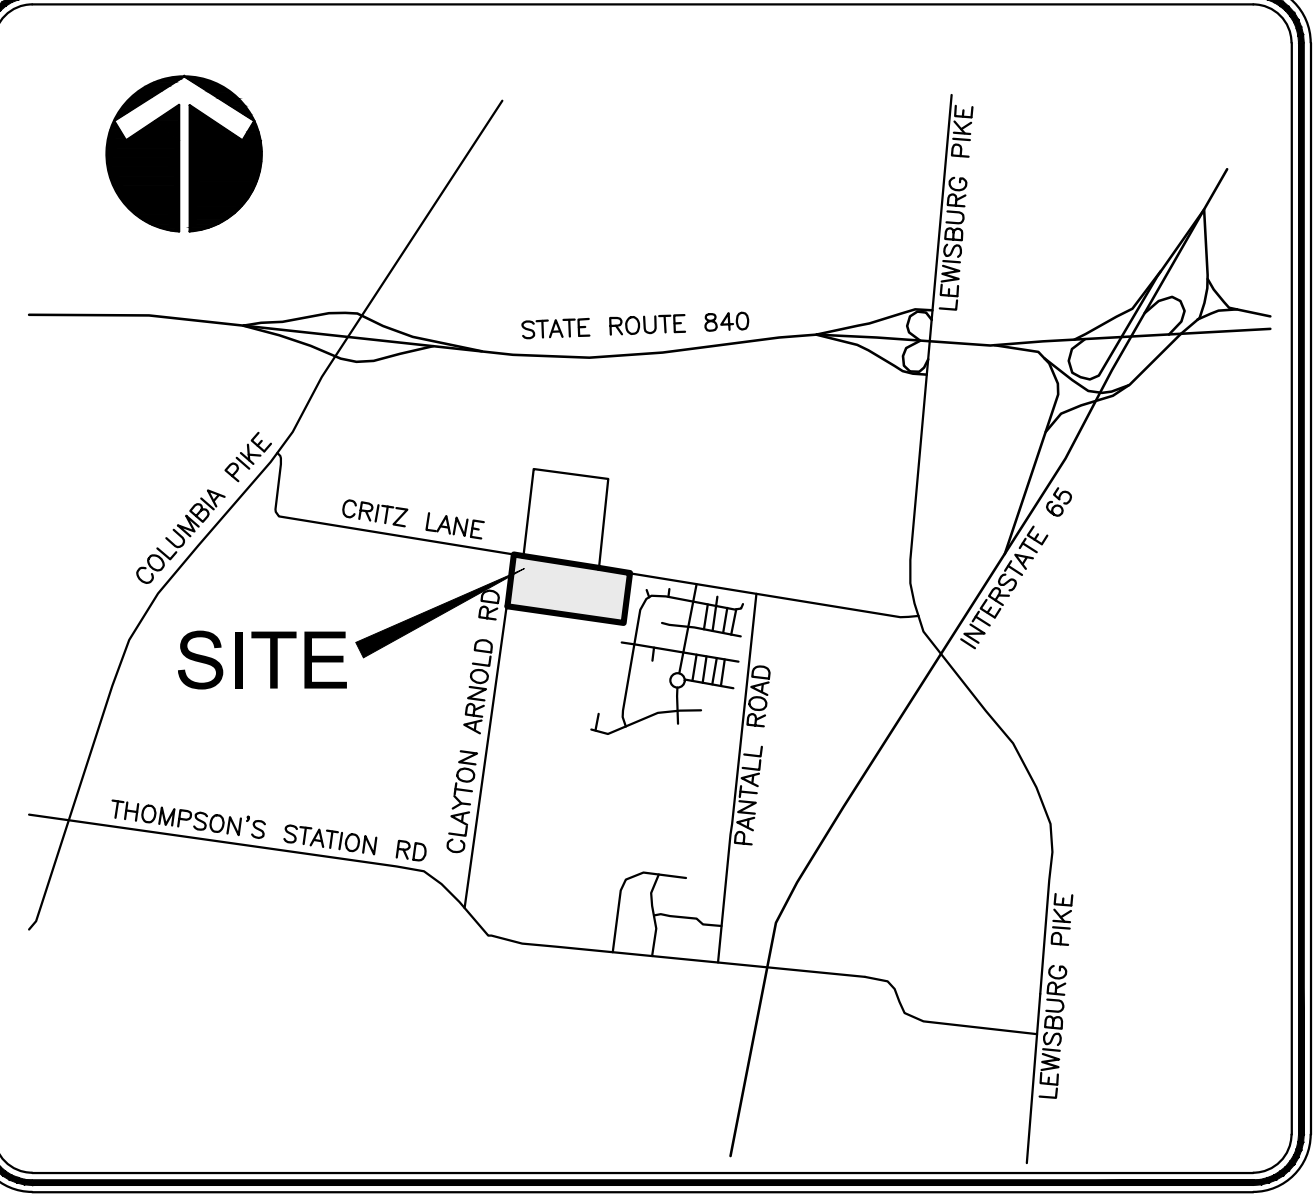 LEWISBURG PIKE
STATE ROUTE 840
COLUMBIA PIKE
CRITZ LANE
INTERSTATE 65
SITE
CLAYTON ARNOLD RD
PANTALL ROAD
THOMPSON'S STATION RD
LEWISBURG PIKE